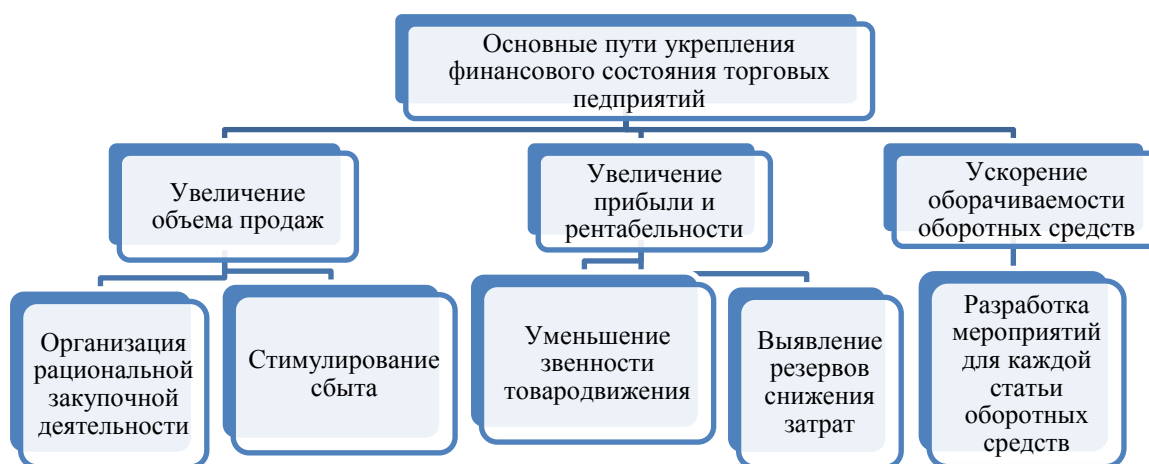 Основные пути укрепления
финансового состояния торговых
педприятий
Увеличение
объема продаж
Увеличение
прибыли и
рентабельности
Ускорение
оборачиваемости
оборотных средств
Организация
рациональной
закупочной
деятельности
Стимулирование
сбыта
Уменьшение
звенности
товародвижения
Выявление
резервов
снижения
затрат
Разработка
мероприятий
для каждой
статьи
оборотных
средств